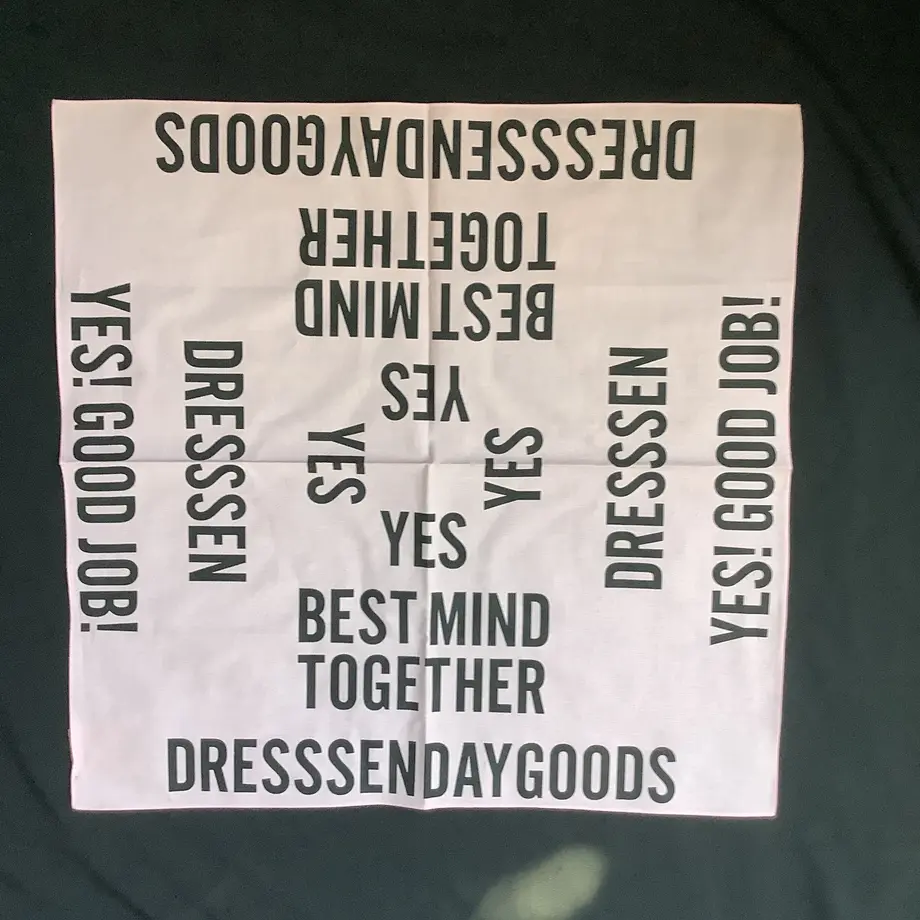 DRESSSENDAYGOODS
BEST MIND
TOGETHER
YES
YES! GOOD JOB!
DRESSSEN
YES
YES
DRESSSEN
YES! GOOD JOB!
YES
BEST MIND
TOGETHER
DRESSSENDAYGOODS